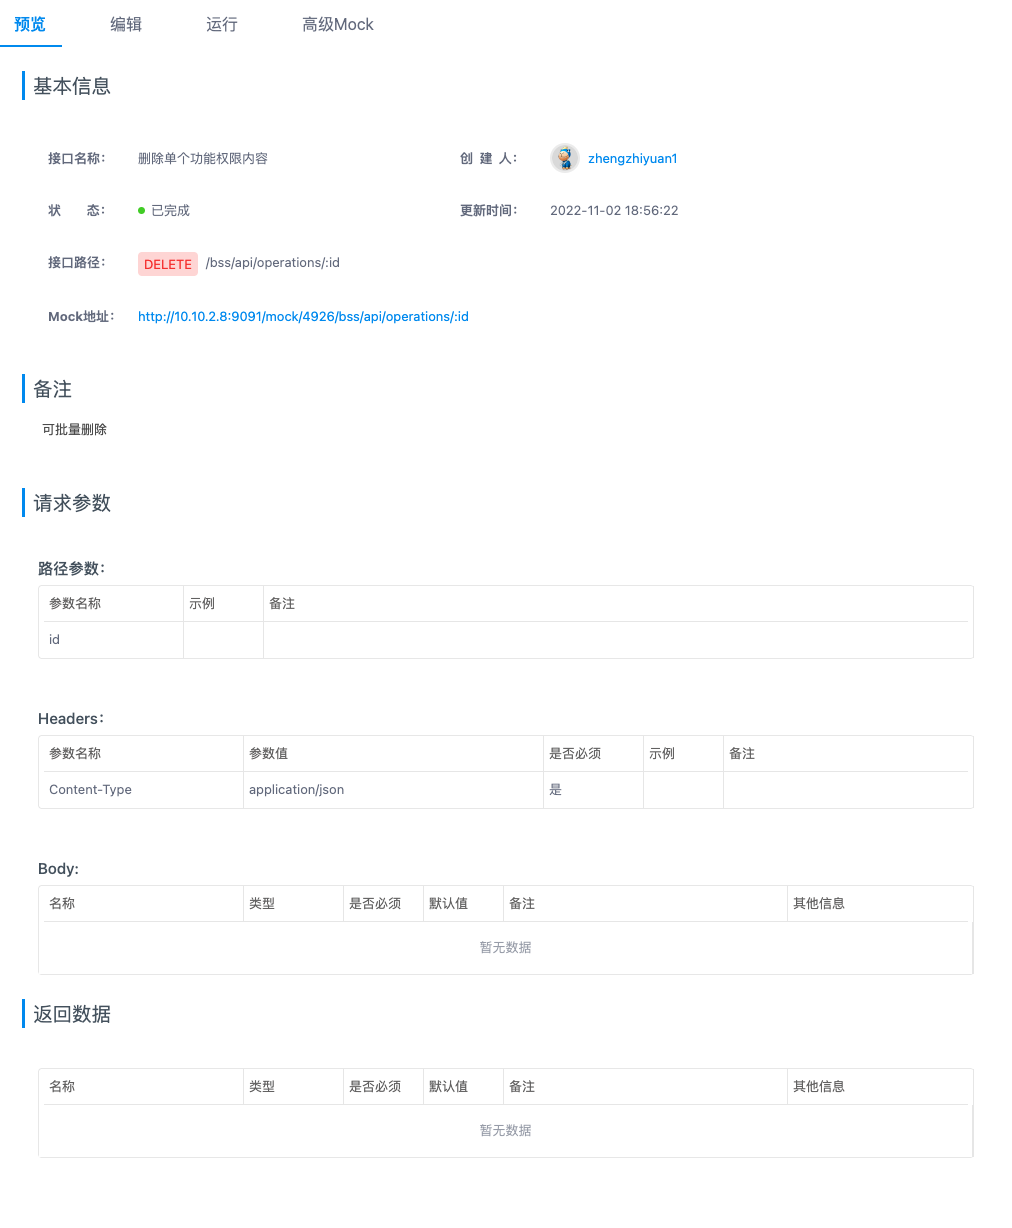 预览 编辑 运行 高级Mock
基本信息
接口名称： 删除单个功能权限内容 创 建 人： zhengzhiyuan1
状 态： 已完成 更新时间： 2022-11-02 18:56:22
接口路径： DELETE /bss/api/operations/:id
Mock地址： http://10.10.2.8:9091/mock/4926/bss/api/operations/:id
备注
可批量删除
请求参数
路径参数：
参数名称 示例 备注
id
Headers：
参数名称 参数值 是否必须 示例 备注
Content-Type application/json 是
Body:
名称 类型 是否必须 默认值 备注 其他信息
暂无数据
返回数据
名称 类型 是否必须 默认值 备注 其他信息
暂无数据